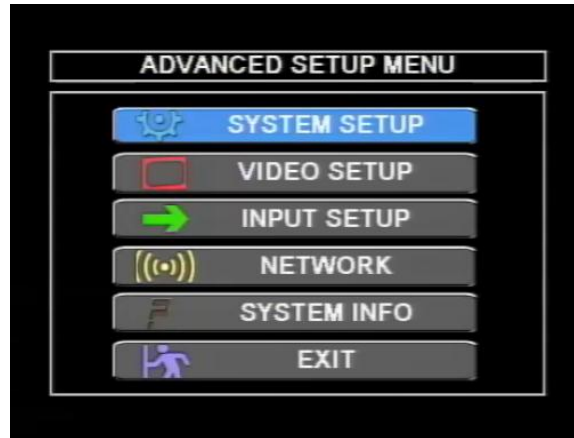 ADVANCED SETUP MENU
SYSTEM SETUP
VIDEO SETUP
INPUT SETUP
NETWORK
SYSTEM INFO
EXIT